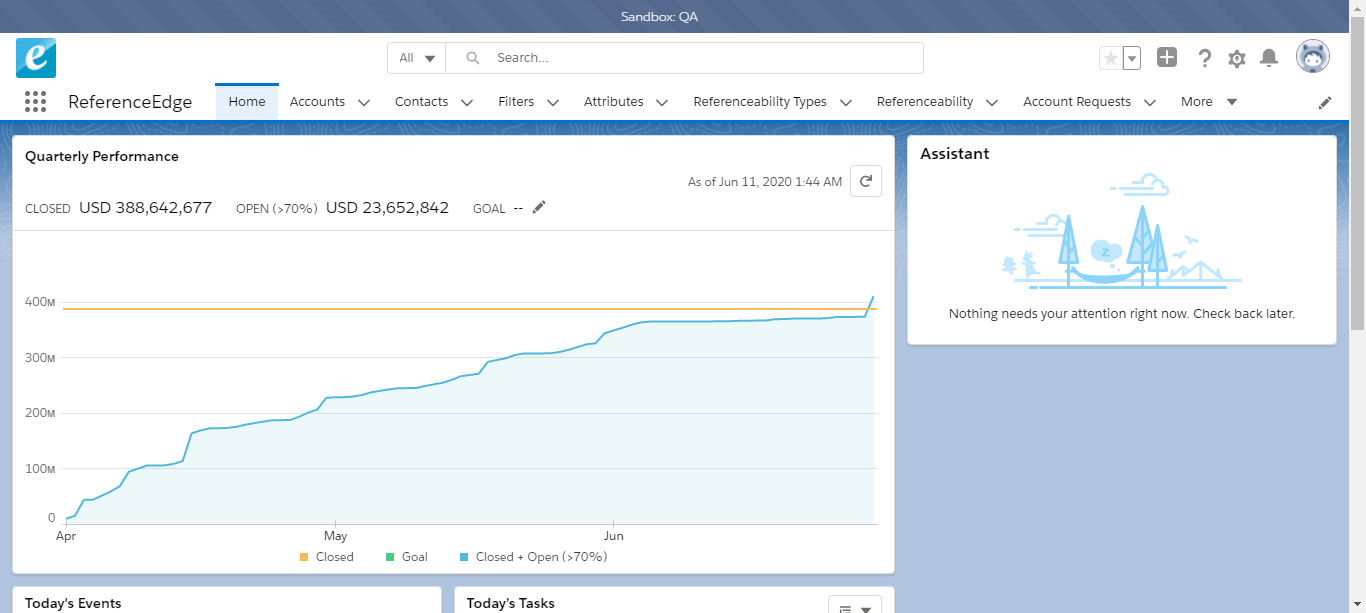 Sandbox: QA
All Search...
ReferenceEdge Home Accounts Contacts Filters Attributes Referenceability Types Referenceability Account Requests More
Quarterly Performance
As of Jun 11, 2020 1:44 AM
CLOSED USD 388,642,677 OPEN (>70%) USD 23,652,842 GOAL --
400M
300M
200M
100M
0
Apr May Jun
Closed Goal Closed + Open (>70%)
Assistant
z
Nothing needs your attention right now. Check back later.
Today's Events
Today's Tasks